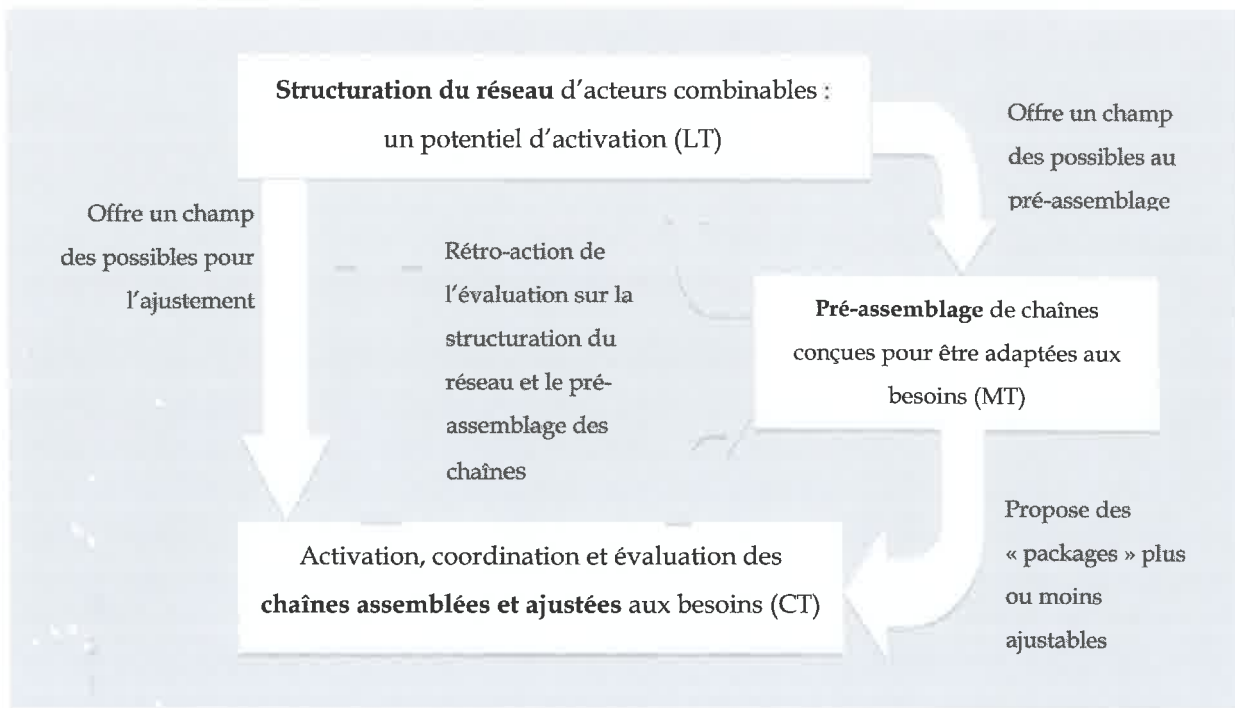 Structuration du réseau d'acteurs combinables :
un potentiel d'activation (LT)
Offre un champ
des possibles au
pré-assemblage
Offre un champ
des possibles pour
l'ajustement
Rétro-action de
l'évaluation sur la
structuration du
réseau et le pré-
assemblage des
chaînes
Pré-assemblage de chaînes
conçues pour être adaptées aux
besoins (MT)
Propose des
« packages » plus
ou moins
ajustables
Activation, coordination et évaluation des
chaînes assemblées et ajustées aux besoins (CT)